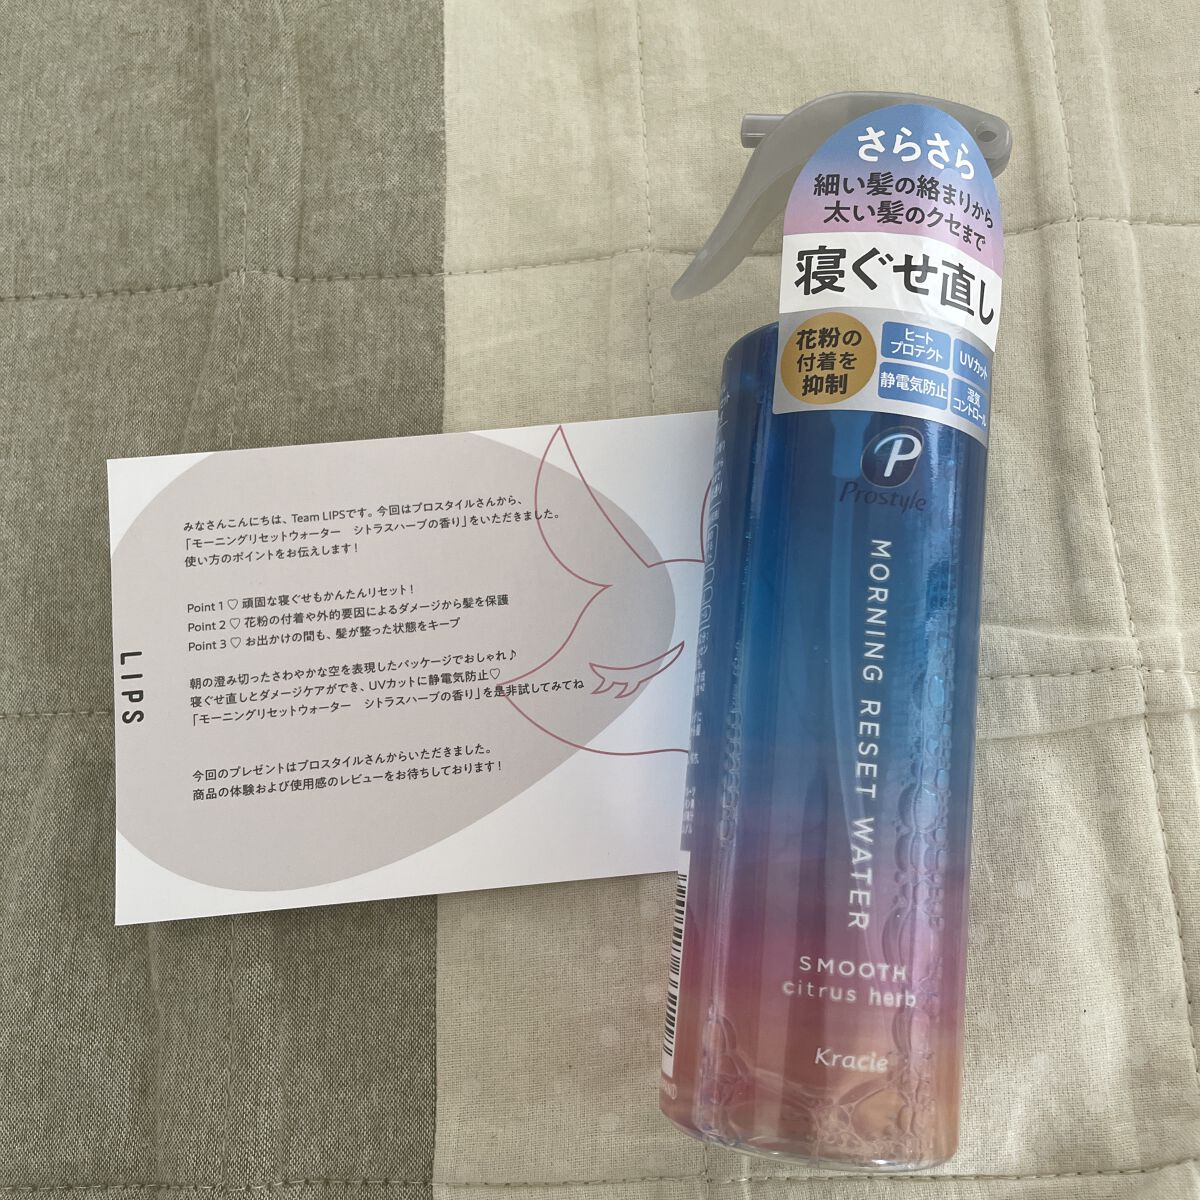 みなさんこんにちは、Team LIPSです。今回はプロスタイルさんから、
「モーニングリセットウォーター　シトラスハーブの香り」をいただきました。
使い方のポイントをお伝えします！
Point 1 ♡ 頑固な寝ぐせもかんたんリセット！
Point 2 ♡ 花粉の付着や外的要因によるダメージから髪を保護
Point 3 ♡ お出かけの間も、髪が整った状態をキープ
朝の澄み切ったさわやかな空を表現したパッケージでおしゃれ♪
寝ぐせ直しとダメージケアができ、UVカットに静電気防止♡
「モーニングリセットウォーター　シトラスハーブの香り」を是非試してみてね
今回のプレゼントはプロスタイルさんからいただきました。
商品の体験および使用感のレビューをお待ちしております！
LIPS
さらさら
細い髪の絡まりから
太い髪のクセまで
寝ぐせ直し
花粉の
付着を
抑制
ヒート
プロテクト
UVカット
静電気防止
湿気
コントロール
P
Prostyle
MORNING RESET WATER
SMOOTH
citrus herb
Kracie